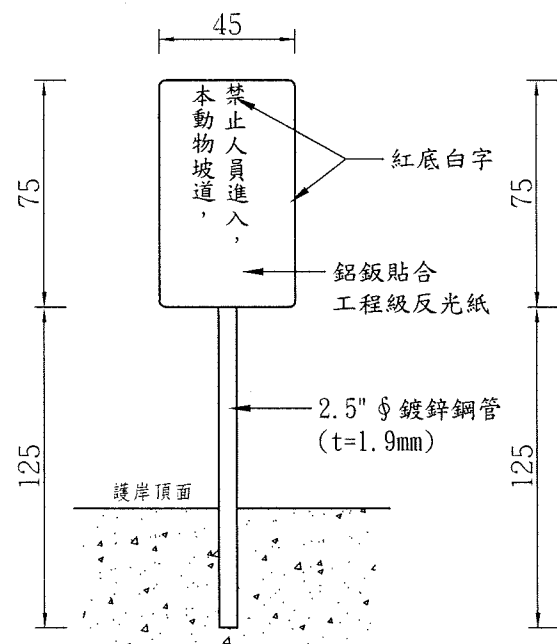 45
75
75
禁止人員進入，
本動物坡道，
紅底白字
鋁鈑貼合
工程級反光紙
2.5" ∮ 鍍鋅鋼管
(t=1.9mm)
125
125
護岸頂面